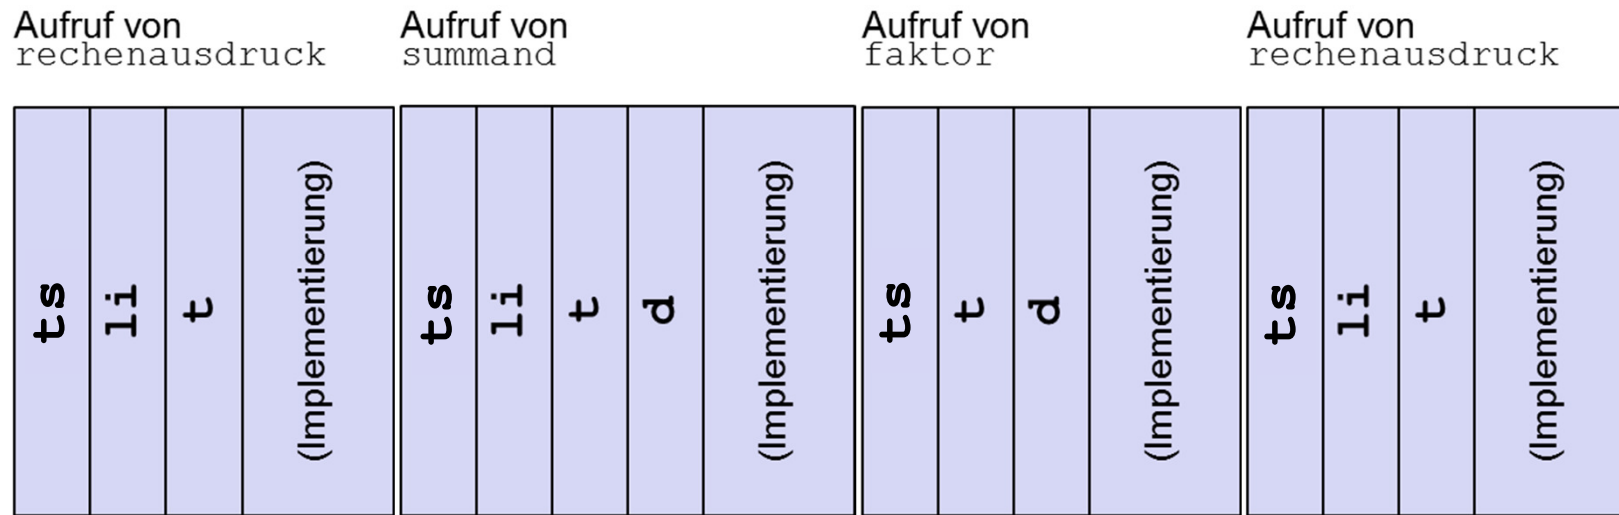 Aufruf von
rechenausdruck
ts
li
t
(Implementierung)
Aufruf von
summand
ts
li
t
d
(Implementierung)
Aufruf von
faktor
ts
t
d
(Implementierung)
Aufruf von
rechenausdruck
ts
li
t
(Implementierung)